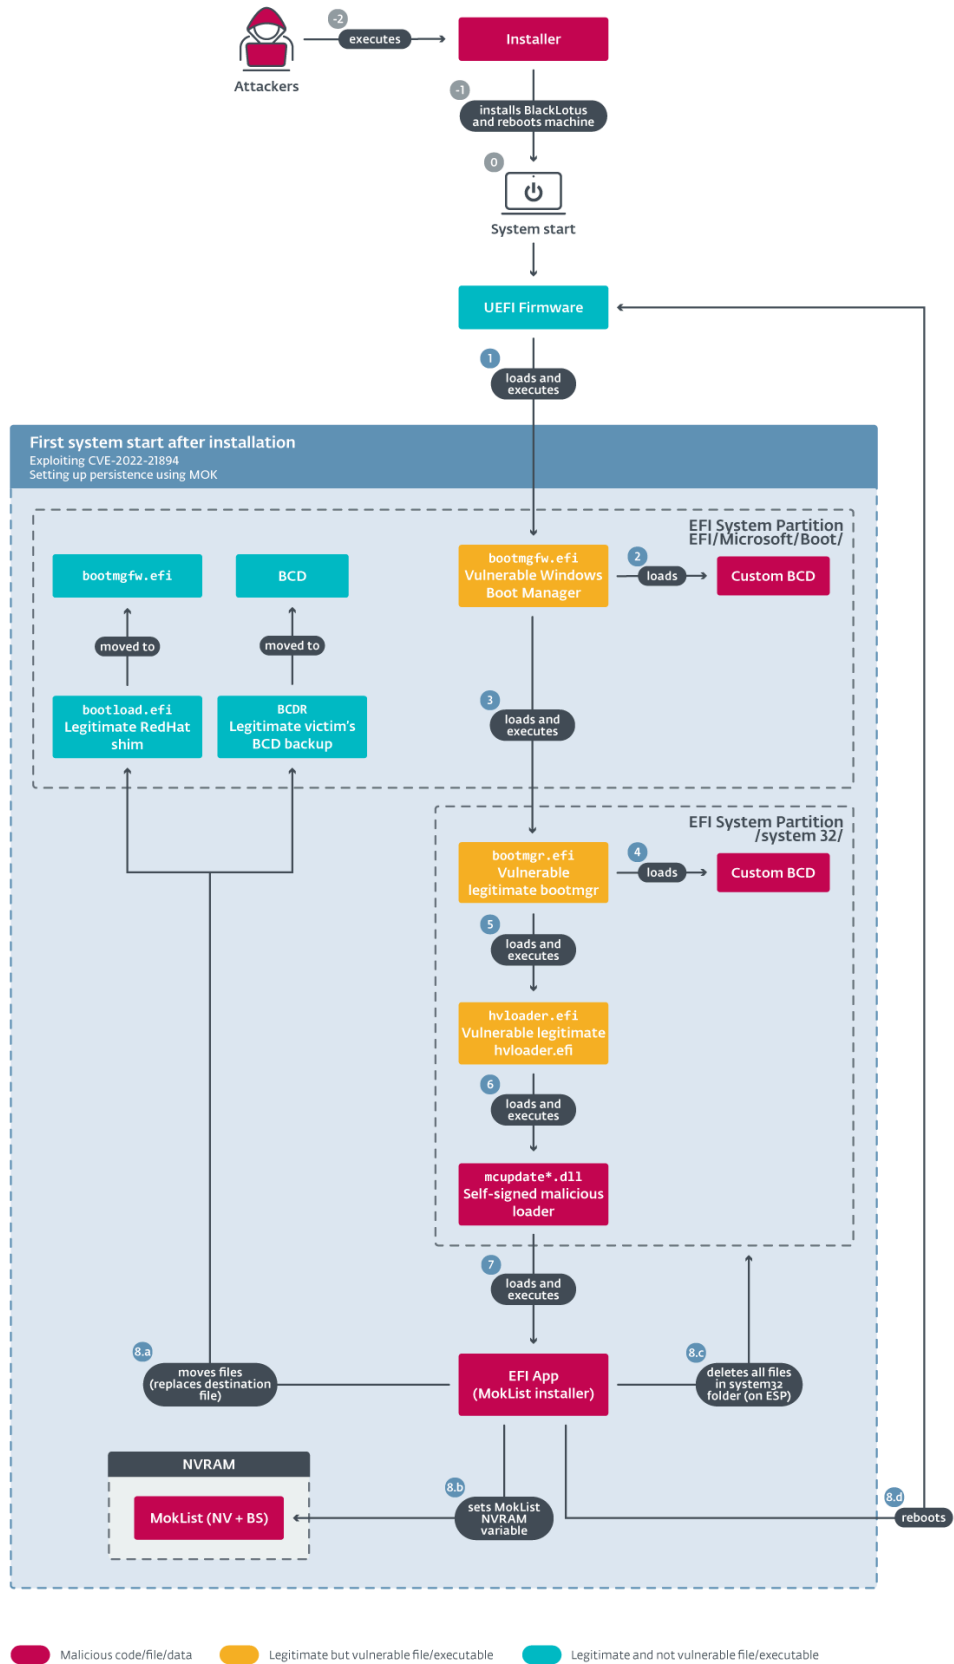 -2
executes
Installer
Attackers
-1
installs BlackLotus
and reboots machine
0
System start
UEFI Firmware
1
loads and
executes
First system start after installation
Exploiting CVE-2022-21894
Setting up persistence using MOK
EFI System Partition
EFI/Microsoft/Boot/
bootmgfw.efi
BCD
bootmgfw.efi
Vulnerable Windows
Boot Manager
2
loads
Custom BCD
moved to
moved to
bootload.efi
Legitimate RedHat
shim
BCDR
Legitimate victim's
BCD backup
3
loads and
executes
EFI System Partition
/system 32/
bootmgr.efi
Vulnerable
legitimate bootmgr
4
loads
Custom BCD
5
loads and
executes
hvloader.efi
Vulnerable legitimate
hvloader.efi
6
loads and
executes
mcupdate*.dll
Self-signed malicious
loader
7
loads and
executes
8.a
moves files
(replaces destination
file)
EFI App
(MokList installer)
8.c
deletes all files
in system32
folder (on ESP)
NVRAM
MokList (NV + BS)
8.b
sets MokList
NVRAM
variable
8.d
reboots
Malicious code/file/data
Legitimate but vulnerable file/executable
Legitimate and not vulnerable file/executable